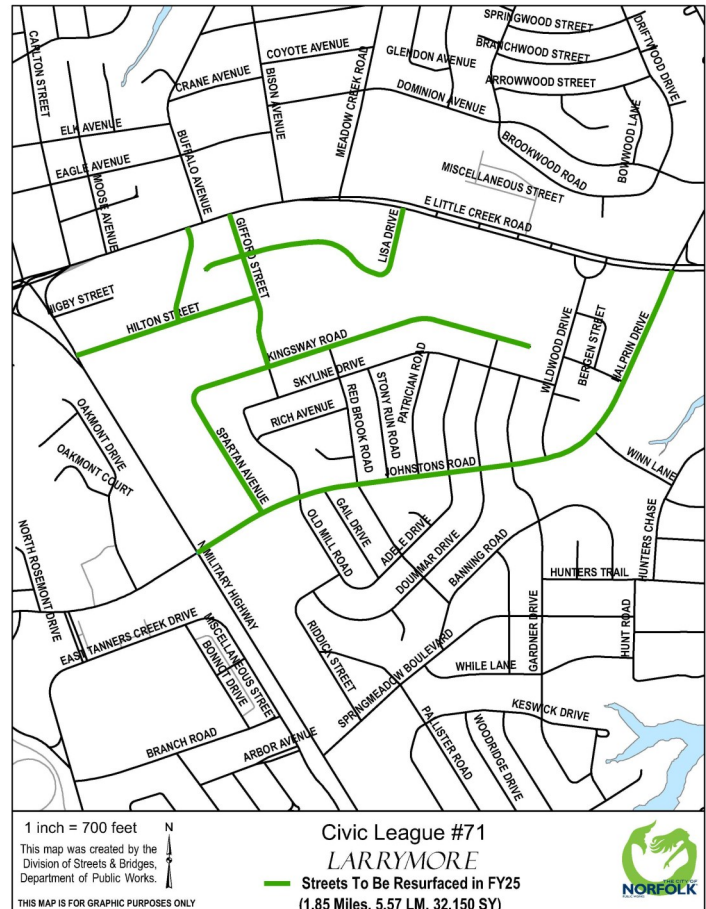 SPRINGWOOD STREET
DRIFTWOOD DRIVE
CARLTON STREET
COYOTE AVENUE
BRANCHWOOD STREET
GLENDON AVENUE
CRANE AVENUE
BISON AVENUE
MEADOW CREEK ROAD
ARROWWOOD STREET
DOMINION AVENUE
ELK AVENUE
BUFFALO AVENUE
BOWWOOD LANE
BROOKWOOD ROAD
EAGLE AVENUE
MOOSE AVENUE
MISCELLANEOUS STREET
E LITTLE CREEK ROAD
GIFFORD STREET
LISA DRIVE
HIGBY STREET
HILTON STREET
KINGSWAY ROAD
WILDWOOD DRIVE
BERGEN STREET
HALPRIN DRIVE
SKYLINE DRIVE
PATRICIAN ROAD
STONY RUN ROAD
RED BROOK ROAD
RICH AVENUE
SPARTAN AVENUE
OAKMONT DRIVE
OAKMONT COURT
JOHNSTONS ROAD
WINN LANE
HUNTERS CHASE
NORTH ROSEMONT DRIVE
N MILITARY HIGHWAY
OLD MILL ROAD
GAIL DRIVE
ADELE DRIVE
DOUMMAR DRIVE
BANNING ROAD
HUNTERS TRAIL
EAST TANNERS CREEK DRIVE
MISCELLANEOUS STREET
BONNOT DRIVE
RIDDICK STREET
GARDNER DRIVE
HUNT ROAD
SPRINGMEADOW BOULEVARD
WHILE LANE
KESWICK DRIVE
PALLISTER ROAD
WOODRIDGE DRIVE
BRANCH ROAD
ARBOR AVENUE
1 inch = 700 feet
N
This map was created by the
Division of Streets & Bridges,
Department of Public Works.
THIS MAP IS FOR GRAPHIC PURPOSES ONLY
Civic League #71
LARRYMORE
Streets To Be Resurfaced in FY25
(1.85 Miles, 5.57 LM, 32,150 SY)
THE CITY OF
NORFOLK